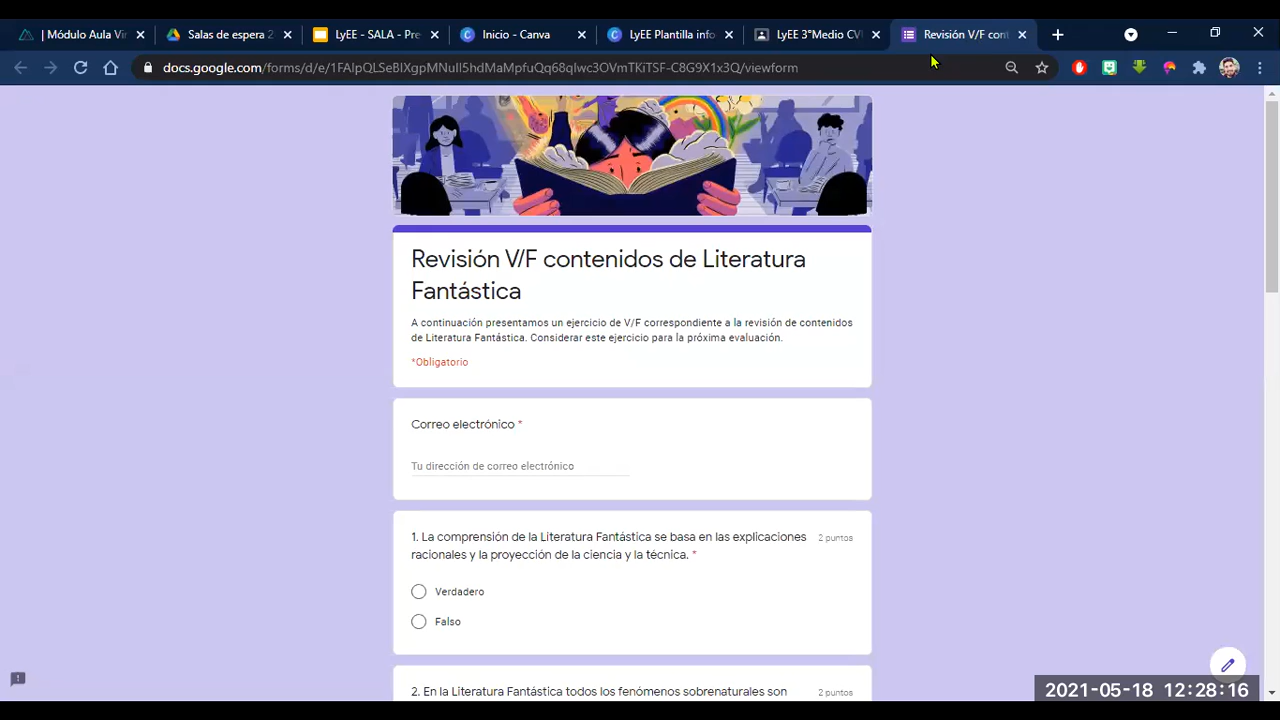 | Módulo Aula Vir
Salas de espera 2
LyEE - SALA - Pre
Inicio - Canva
LyEE Plantilla info
LyEE 3°Medio CV
Revisión V/F cont
docs.google.com/forms/d/e/1FAIpQLSeBlXgpMNuIl5hdMaMpfuQq68qlwc3OVmTKiTSF-C8G9X1x3Q/viewform
Revisión V/F contenidos de Literatura
Fantástica
A continuación presentamos un ejercicio de V/F correspondiente a la revisión de contenidos
de Literatura Fantástica. Considerar este ejercicio para la próxima evaluación.
*Obligatorio
Correo electrónico *
Tu dirección de correo electrónico
1. La comprensión de la Literatura Fantástica se basa en las explicaciones
racionales y la proyección de la ciencia y la técnica. *
2 puntos
Verdadero
Falso
2. En la Literatura Fantástica todos los fenómenos sobrenaturales son
2 puntos
2021-05-18 12:28:16